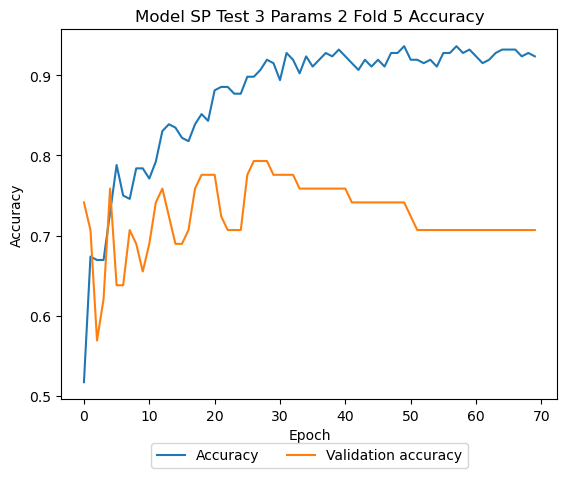 Model SP Test 3 Params 2 Fold 5 Accuracy
Accuracy
0.9
0.8
0.7
0.6
0.5
0 10 20 30 40 50 60 70
Epoch
Accuracy Validation accuracy